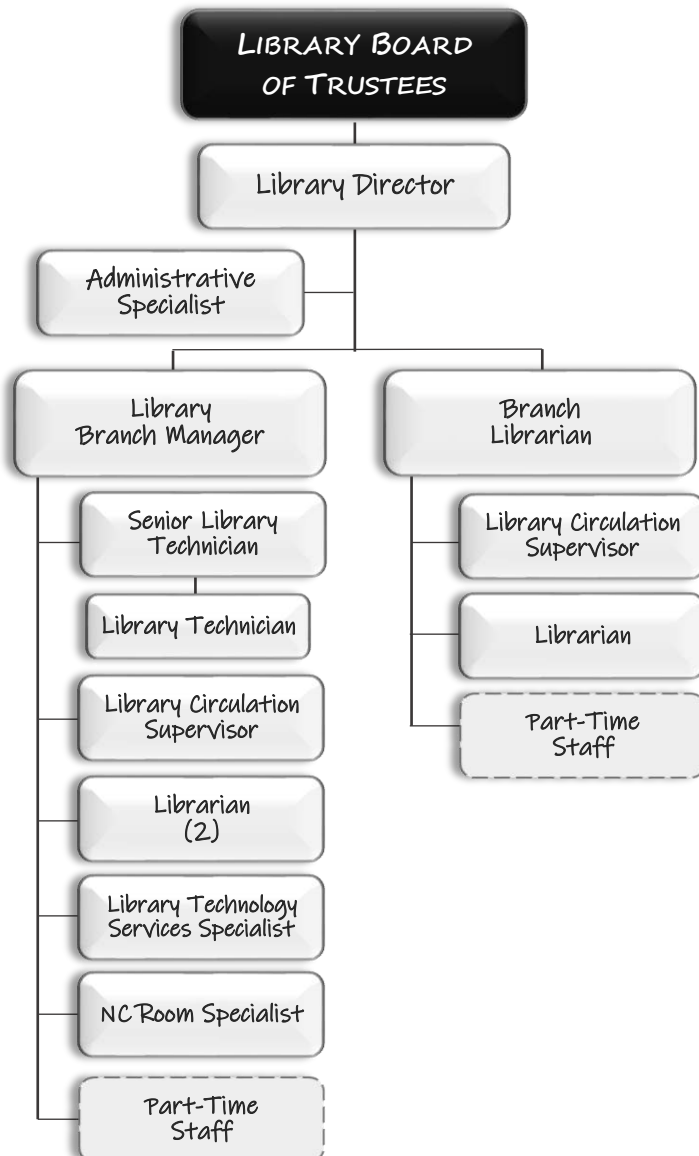 LIBRARY BOARD
OF TRUSTEES
Library Director
Administrative
Specialist
Library
Branch Manager
Branch
Librarian
Senior Library
Technician
Library Technician
Library Circulation
Supervisor
Librarian
(2)
Library Technology
Services Specialist
NC Room Specialist
Part-Time
Staff
Library Circulation
Supervisor
Librarian
Part-Time
Staff